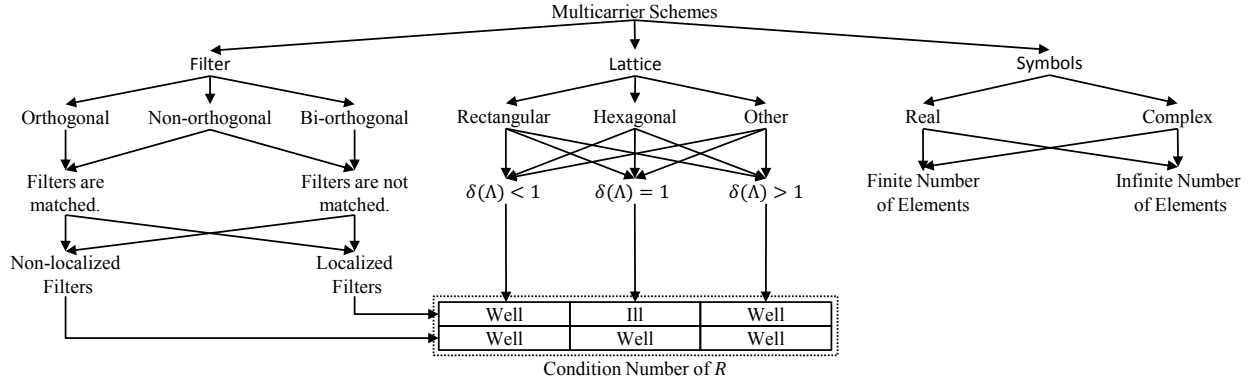 Multicarrier Schemes
Filter
Lattice
Symbols
Orthogonal
Non-orthogonal
Bi-orthogonal
Rectangular
Hexagonal
Other
Real
Complex
Filters are
matched.
Filters are not
matched.
δ(Λ) < 1
δ(Λ) = 1
δ(Λ) > 1
Finite Number
of Elements
Infinite Number
of Elements
Non-localized
Filters
Localized
Filters
Well Ill Well
Well Well Well
Condition Number of R